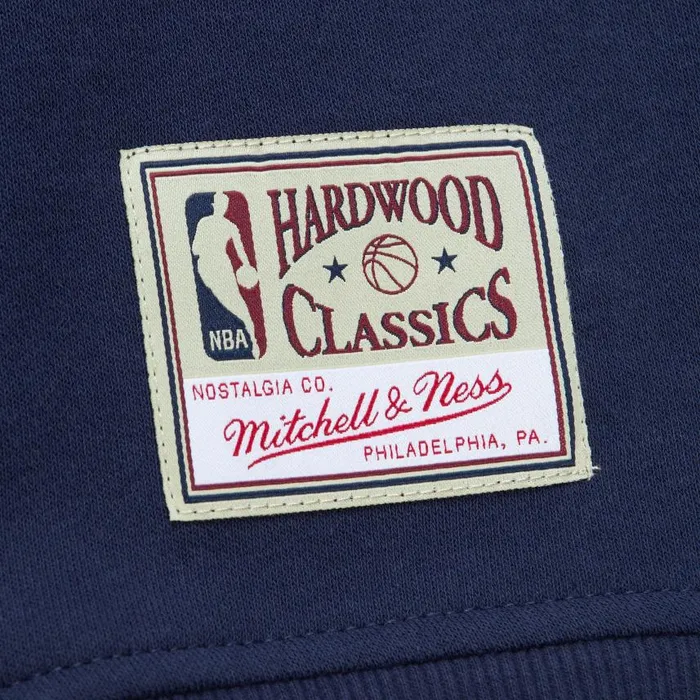 HARDWOOD
CLASSICS
NBA
NOSTALGIA CO.
Mitchell & Ness
PHILADELPHIA, PA.